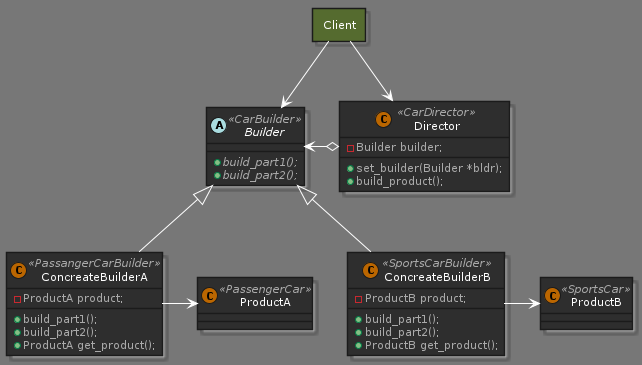 Client
A «CarBuilder»
Builder
build_part1();
build_part2();
C «CarDirector»
Director
Builder builder;
set_builder(Builder *bldr);
build_product();
C «PassangerCarBuilder»
ConcreateBuilderA
ProductA product;
build_part1();
build_part2();
ProductA get_product();
C «PassengerCar»
ProductA
C «SportsCarBuilder»
ConcreateBuilderB
ProductB product;
build_part1();
build_part2();
ProductB get_product();
C «SportsCar»
ProductB